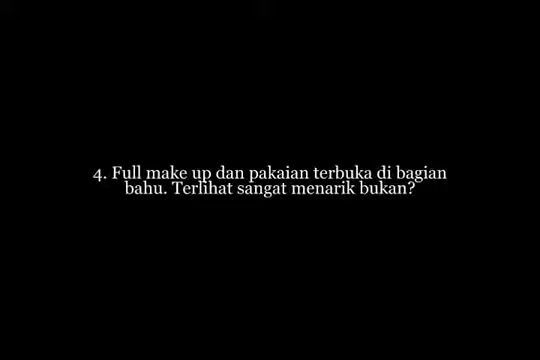 4. Full make up dan pakaian terbuka di bagian
bahu. Terlihat sangat menarik bukan?